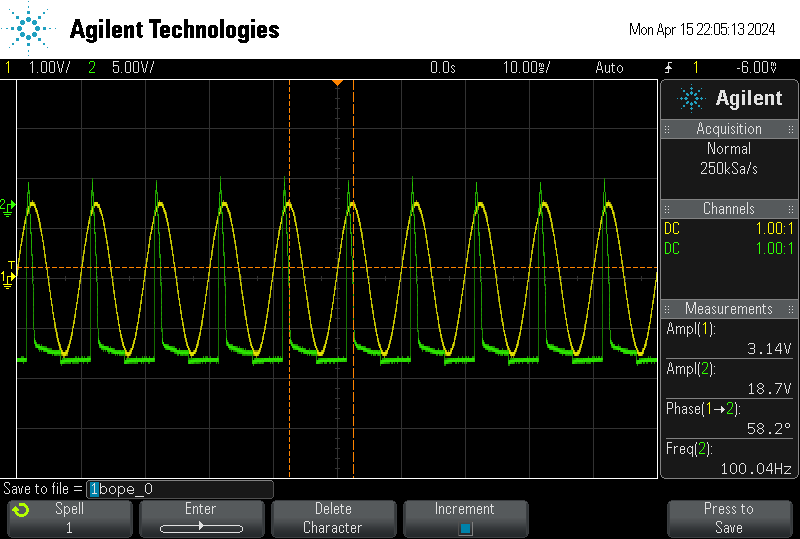 Agilent Technologies
Mon Apr 15 22:05:13 2024
1 1.00V/ 2 5.00V/ 0.0s 10.00ms/ Auto 1 -6.00V
Agilent
Acquisition
Normal
250kSa/s
Channels
DC 1.00:1
DC 1.00:1
Measurements
Ampl(1):
3.14V
Ampl(2):
18.7V
Phase(1→2):
58.2°
Freq(2):
100.04Hz
2
T
1
Save to file = 1bope_0
Spell
1
Enter
Delete
Character
Increment
Press to
Save